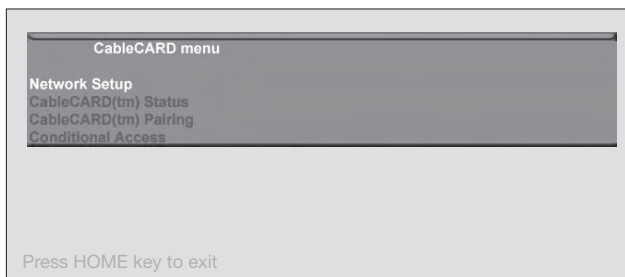 CableCARD menu
Network Setup
CableCARD(tm) Status
CableCARD(tm) Pairing
Conditional Access
Press HOME key to exit